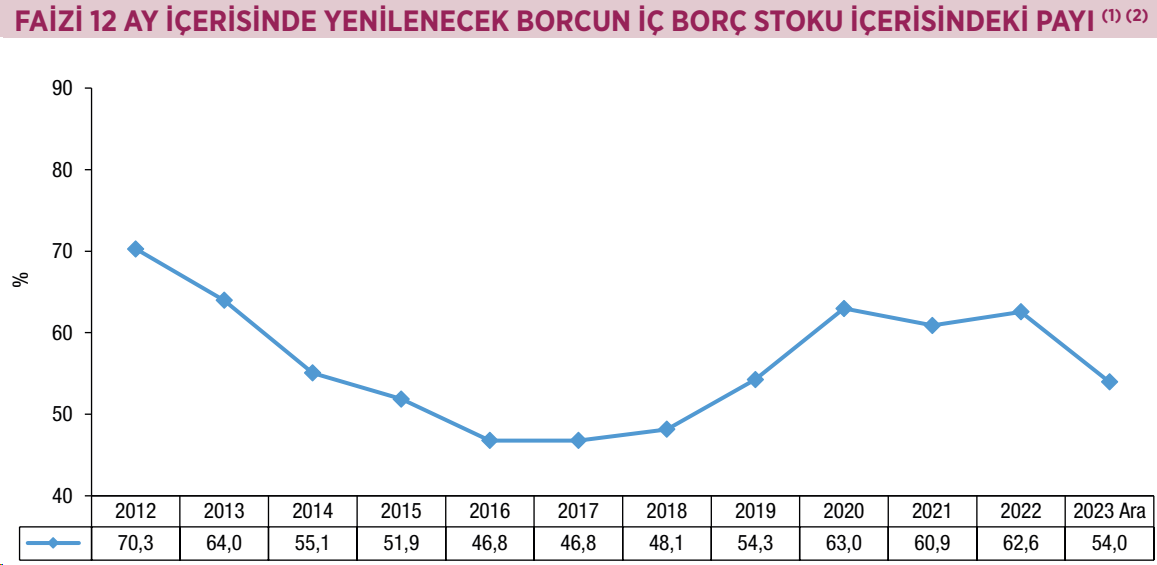 FAİZİ 12 AY İÇERİSİNDE YENİLENECEK BORCUN İÇ BORÇ STOKU İÇERİSİNDEKİ PAYI (1) (2)
90
80
70
%
60
50
40
2012 2013 2014 2015 2016 2017 2018 2019 2020 2021 2022 2023 Ara
70,3 64,0 55,1 51,9 46,8 46,8 48,1 54,3 63,0 60,9 62,6 54,0